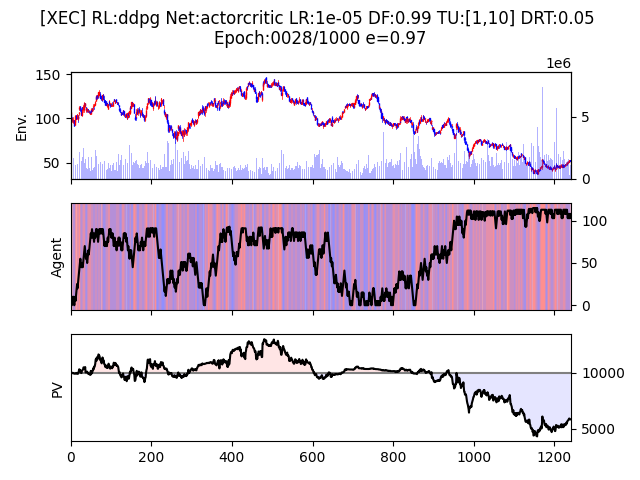 [XEC] RL:ddpg Net:actorcritic LR:1e-05 DF:0.99 TU:[1,10] DRT:0.05
Epoch:0028/1000 e=0.97
1e6
150
100
50
Env.
5
0
Agent
100
50
0
PV
10000
5000
0 200 400 600 800 1000 1200